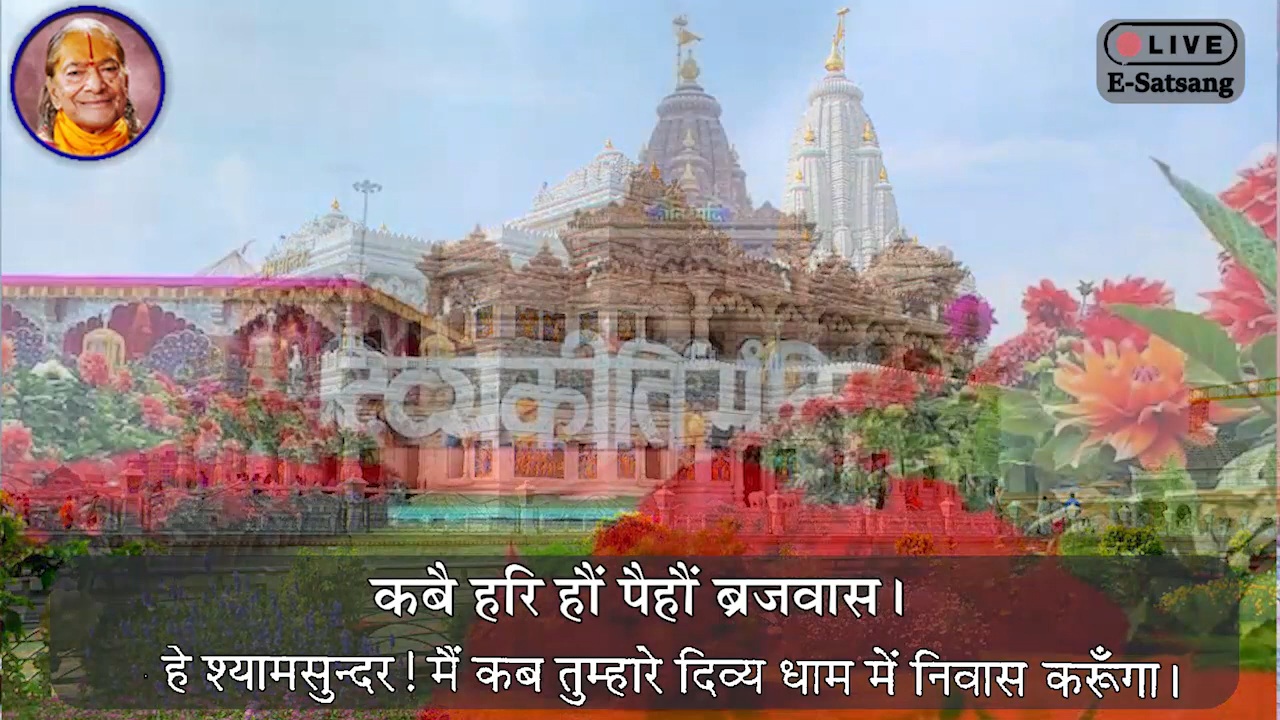 LIVE
E-Satsang
कबै हरि हौं पैहौं ब्रजवास।
हे श्यामसुन्दर! मैं कब तुम्हारे दिव्य धाम में निवास करूँगा।